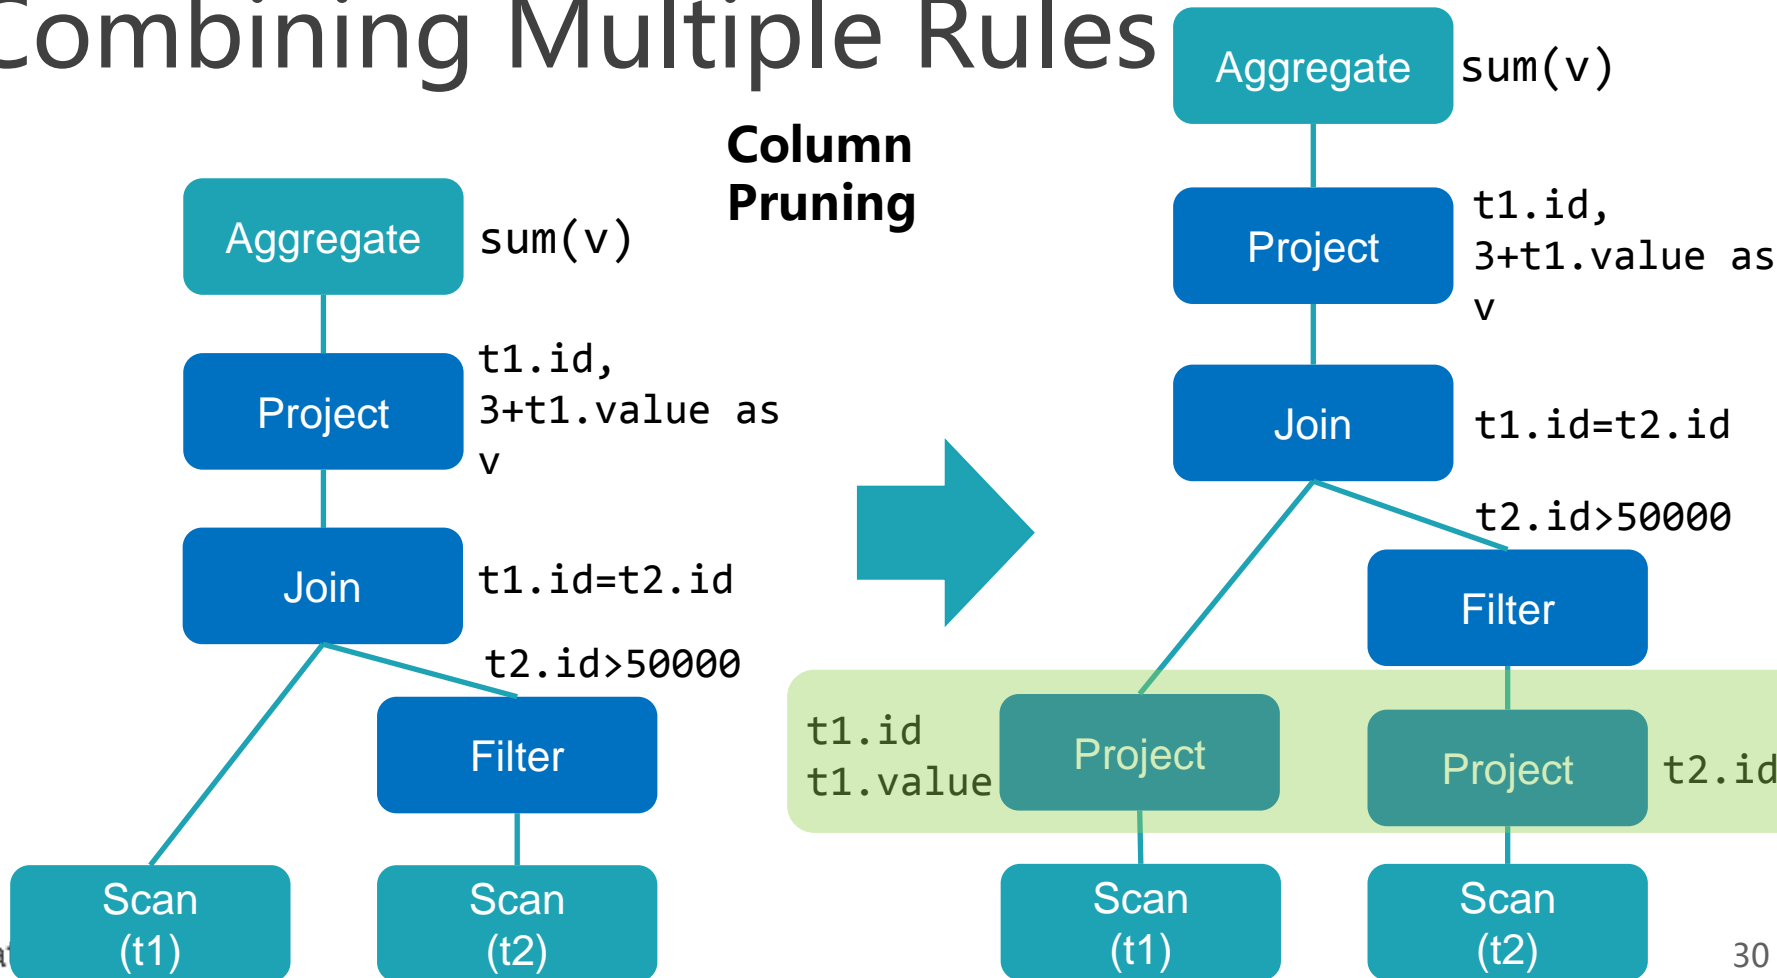 Combining Multiple Rules
Column
Pruning
Aggregate
sum(v)
Project
t1.id,
3+t1.value as
v
Join
t1.id=t2.id
t2.id>50000
Filter
Scan
(t1)
Scan
(t2)
Aggregate
sum(v)
Project
t1.id,
3+t1.value as
v
Join
t1.id=t2.id
t2.id>50000
Filter
t1.id
t1.value
Project
Project
t2.id
Scan
(t1)
Scan
(t2)
30